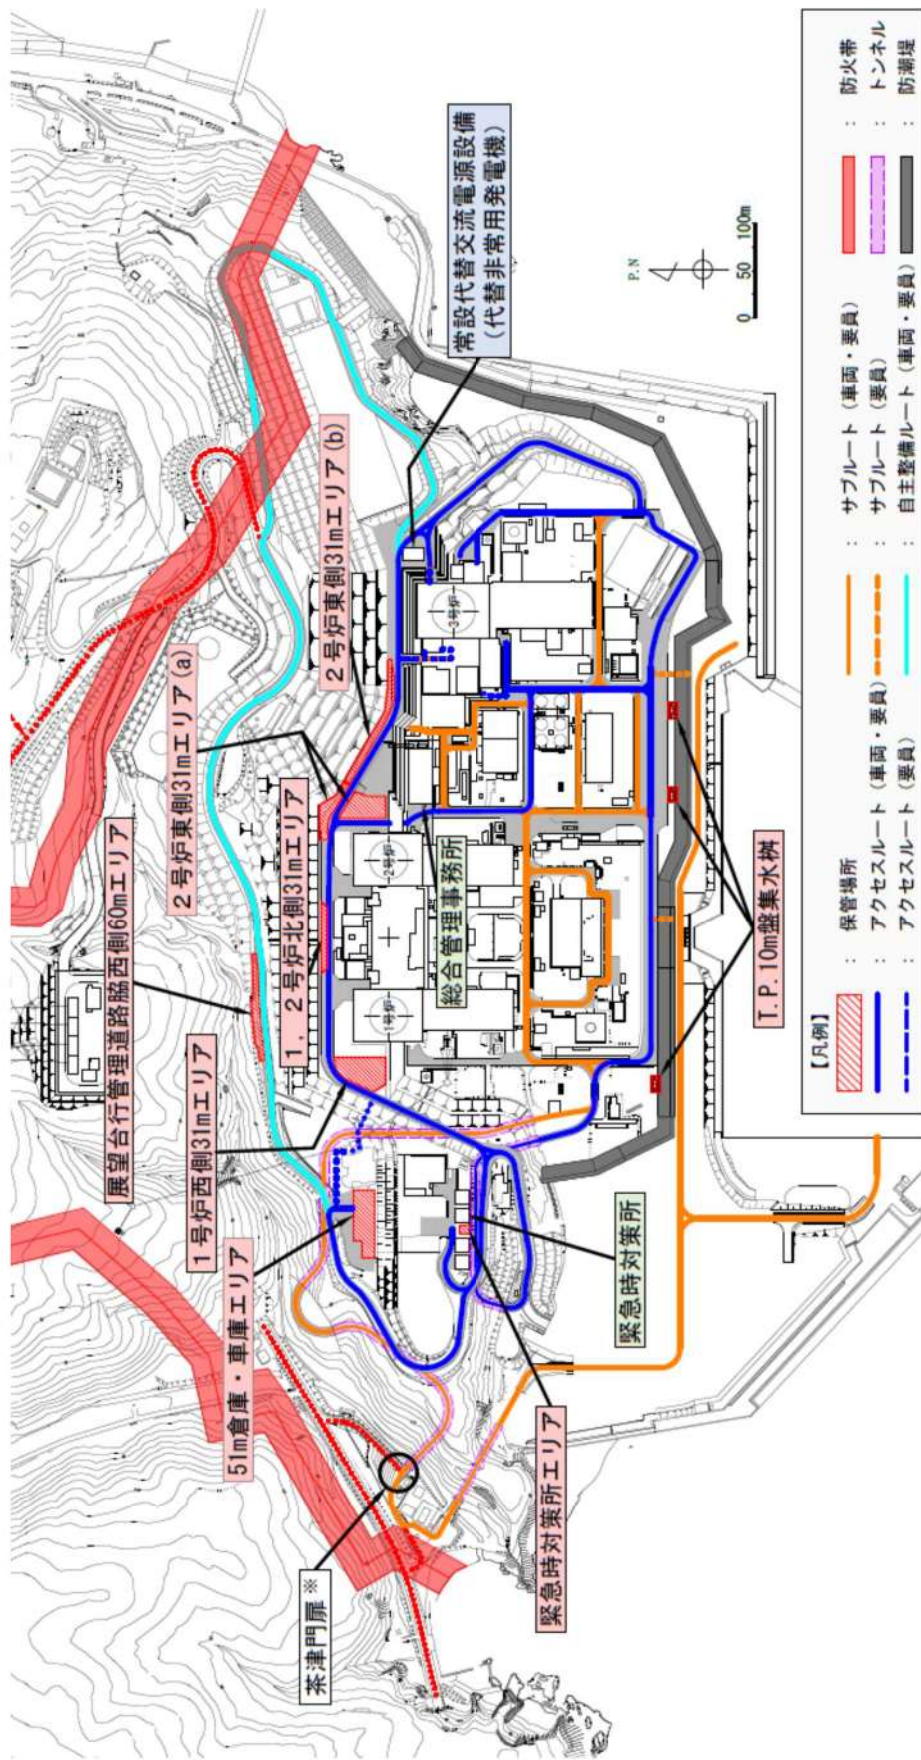 展望台行管理道路脇西側60mエリア
2号炉東側31mエリア(a)
2号炉東側31mエリア(b)
常設代替交流電源設備
(代替非常用発電機)
1号炉西側31mエリア
1, 2号炉北側31mエリア
51m倉庫・車庫エリア
茶津門扉※
総合管理事務所
緊急時対策所
緊急時対策所エリア
T.P.10m盤集水桝
1号炉
2号炉
3号炉
P.N
0 50 100m
【凡例】
: 保管場所
: アクセスルート(車両・要員)
: アクセスルート(要員)
: サブルート(車両・要員)
: サブルート(要員)
: 自主整備ルート(車両・要員)
: 防火帯
: トンネル
: 防潮堤